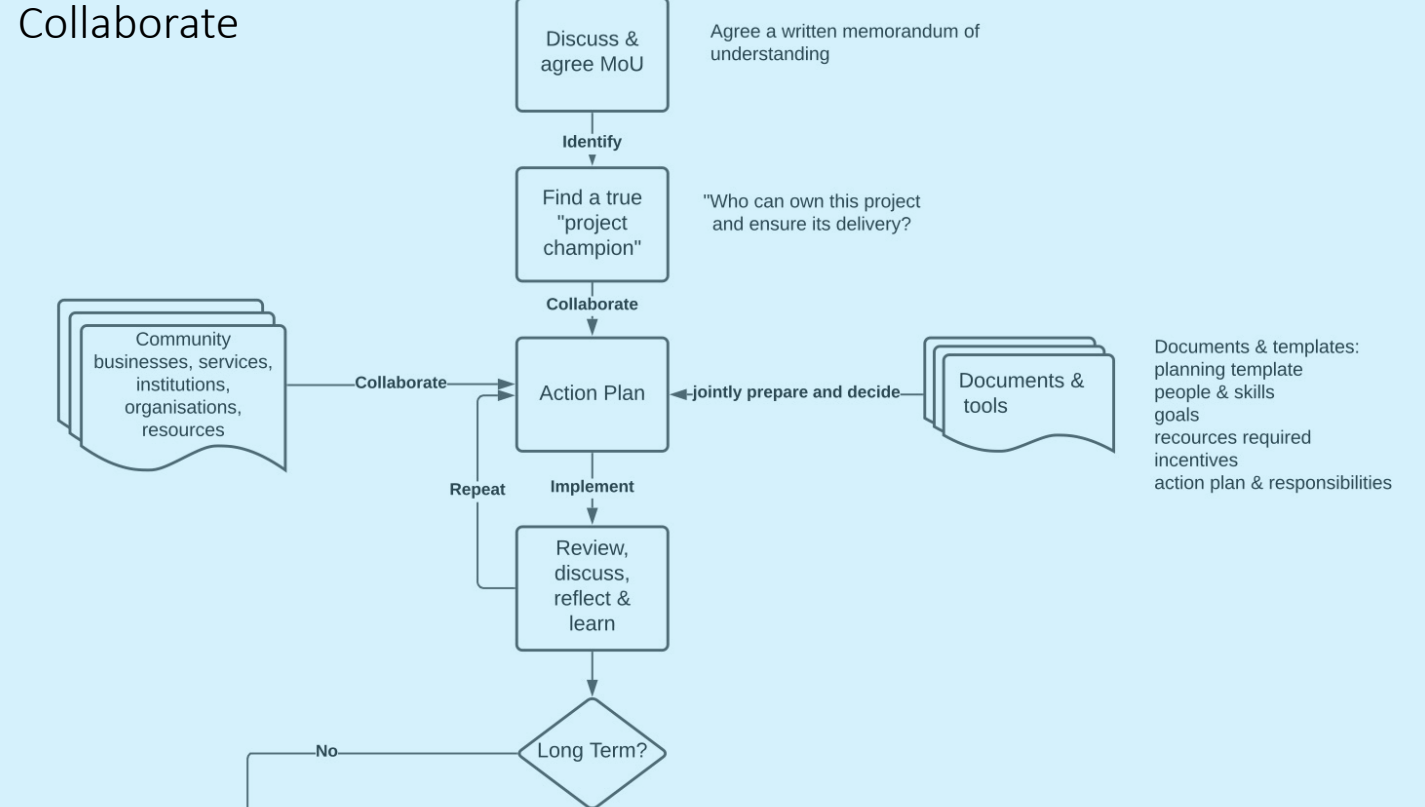 Collaborate
Discuss &
agree MoU
Agree a written memorandum of
understanding
Identify
Find a true
"project
champion"
"Who can own this project
and ensure its delivery?
Collaborate
Community
businesses, services,
institutions,
organisations,
resources
Collaborate
Action Plan
jointly prepare and decide
Documents &
tools
Documents & templates:
planning template
people & skills
goals
recources required
incentives
action plan & responsibilities
Repeat
Implement
Review,
discuss,
reflect &
learn
Long Term?
No